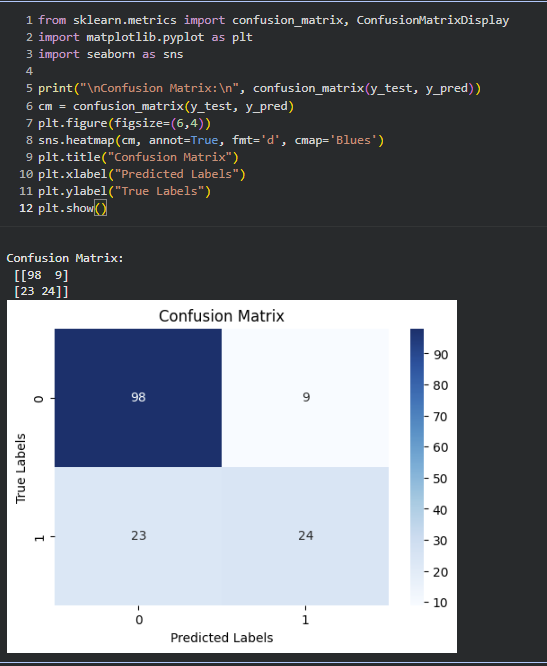 1 from sklearn.metrics import confusion_matrix, ConfusionMatrixDisplay
2 import matplotlib.pyplot as plt
3 import seaborn as sns
4
5 print("\nConfusion Matrix:\n", confusion_matrix(y_test, y_pred))
6 cm = confusion_matrix(y_test, y_pred)
7 plt.figure(figsize=(6,4))
8 sns.heatmap(cm, annot=True, fmt='d', cmap='Blues')
9 plt.title("Confusion Matrix")
10 plt.xlabel("Predicted Labels")
11 plt.ylabel("True Labels")
12 plt.show()
Confusion Matrix:
[[98  9]
[23 24]]
Confusion Matrix
True Labels
0
1
98
9
23
24
0
1
Predicted Labels
90
80
70
60
50
40
30
20
10